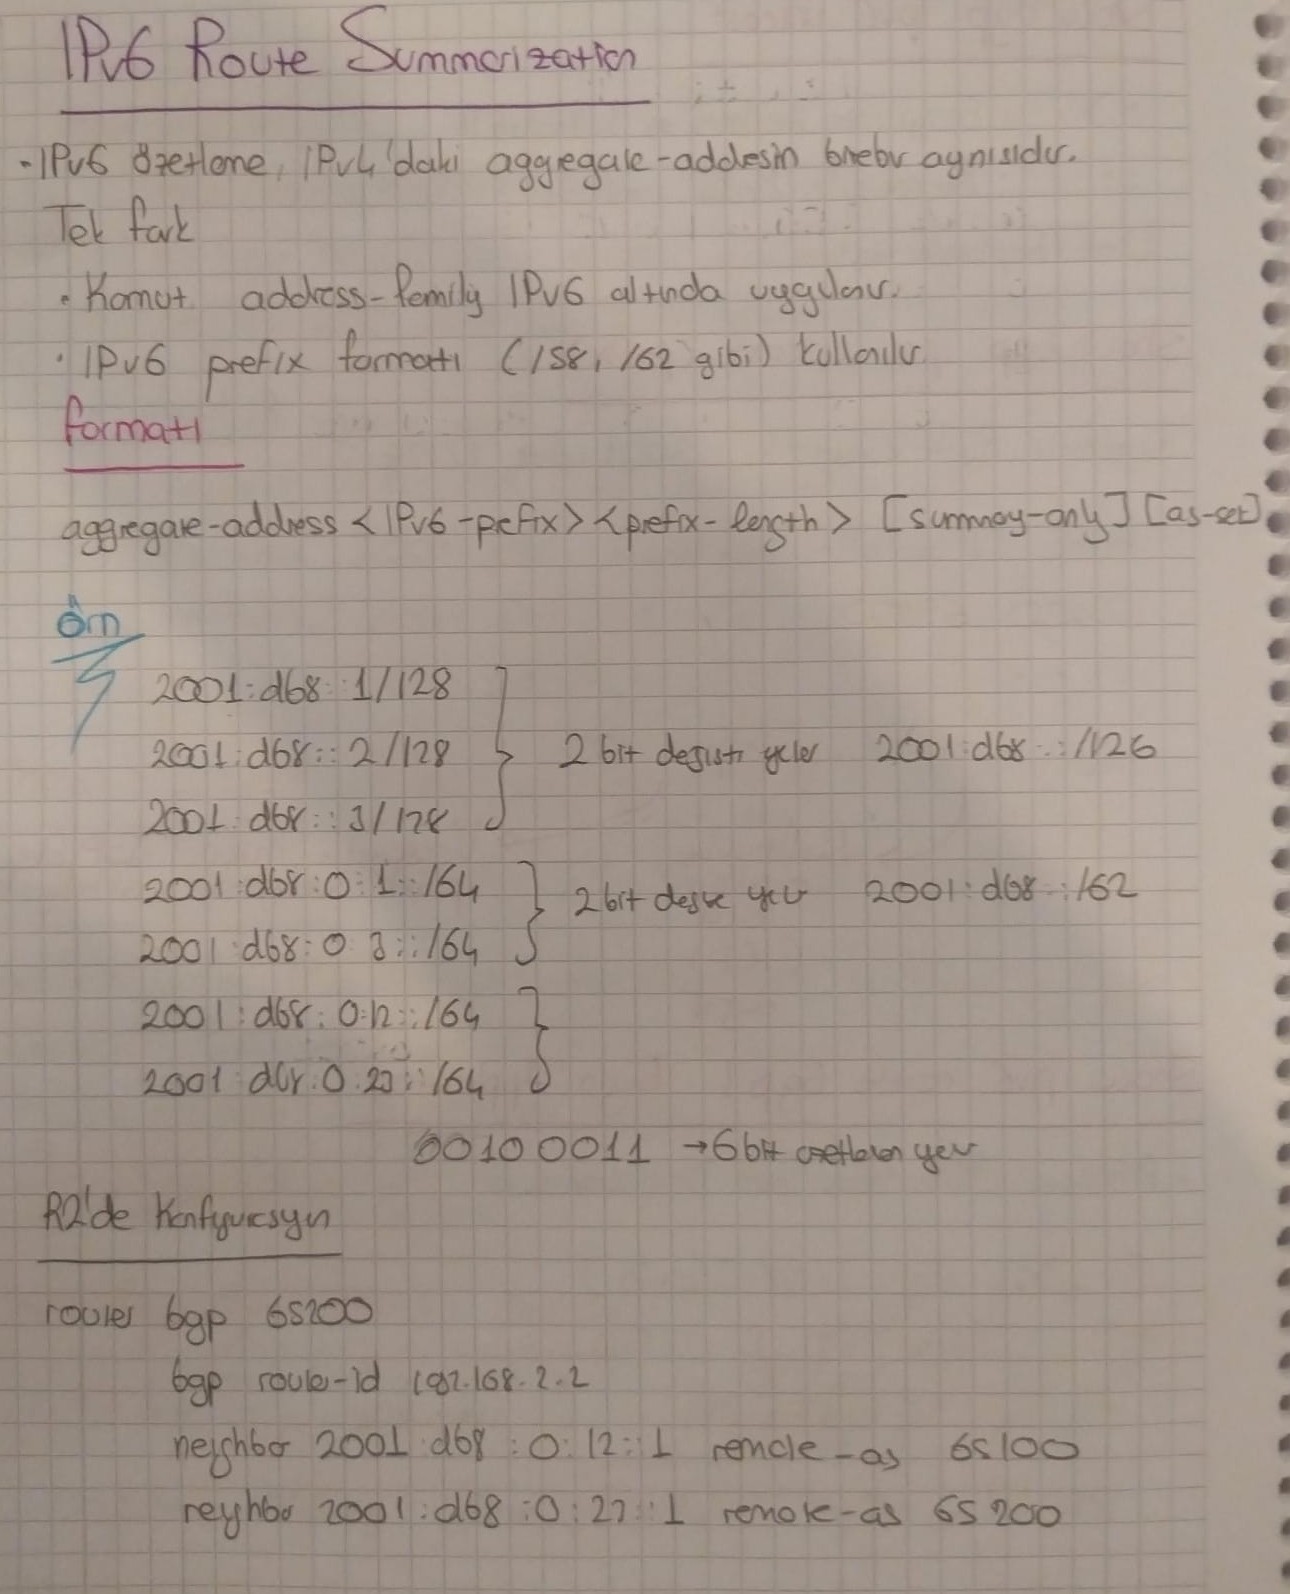 IPv6 Route Summarization
• IPv6 özetleme, IPv4'daki aggregate-addesin birebir aynısıdır.
Tek fark
• Komut address-family IPv6 altında uygulanır.
• IPv6 prefix formatı (/58, /62 gibi) kullanılır
formatı
aggregate-address <IPv6-prefix> <prefix-length> [summary-only] [as-set]
Örn
2001:db8::1/128
2001:db8::2/128 2 bit değişti yeter 2001:db8::/126
2001:db8::3/128
2001:db8:0:1::/64 2 bit yeter 2001:db8::/62
2001:db8:0:3::/64
2001:db8:0:12::/64
2001:db8:0:23::/64
00100011 → 6 bit özetlenen yer
R2'de Konfigurasyon
router bgp 65200
bgp router-id 192.168.2.2
neighbor 2001:db8:0:12::1 remote-as 65100
neighbor 2001:db8:0:23::1 remote-as 65200